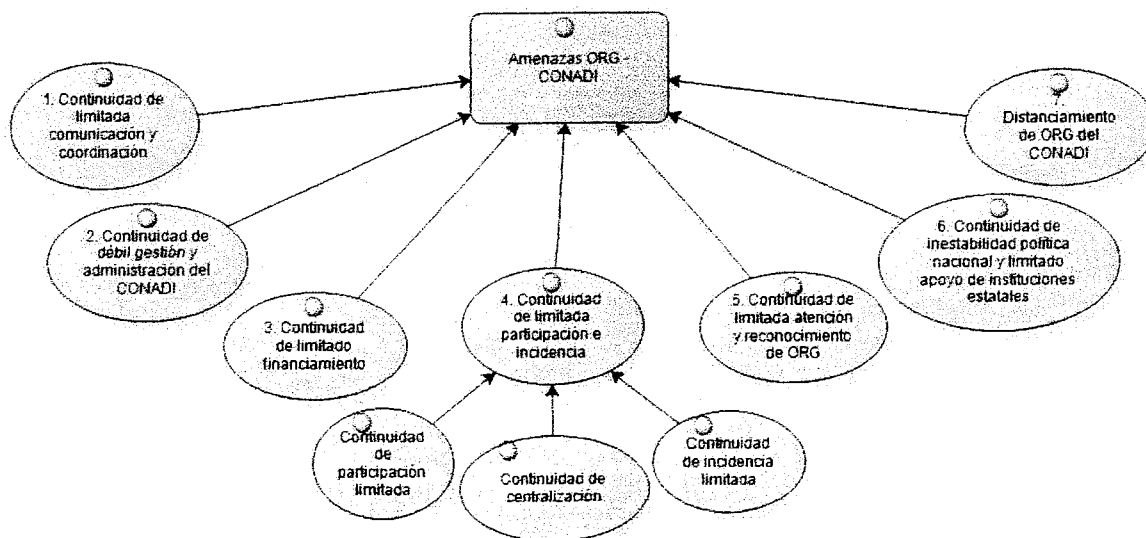 Amenazas ORG -
CONADI
1. Continuidad de
limitada
comunicación y
coordinación
2. Continuidad de
débil gestión y
administración del
CONADI
3. Continuidad
de limitado
financiamiento
4. Continuidad
de limitada
participación e
incidencia
Continuidad
de
participación
limitada
Continuidad de
centralización
Continuidad
de incidencia
limitada
5. Continuidad de
limitada atención
y reconocimiento
de ORG
6. Continuidad de
inestabilidad política
nacional y limitado
apoyo de instituciones
estatales
7.
Distanciamiento
de ORG del
CONADI